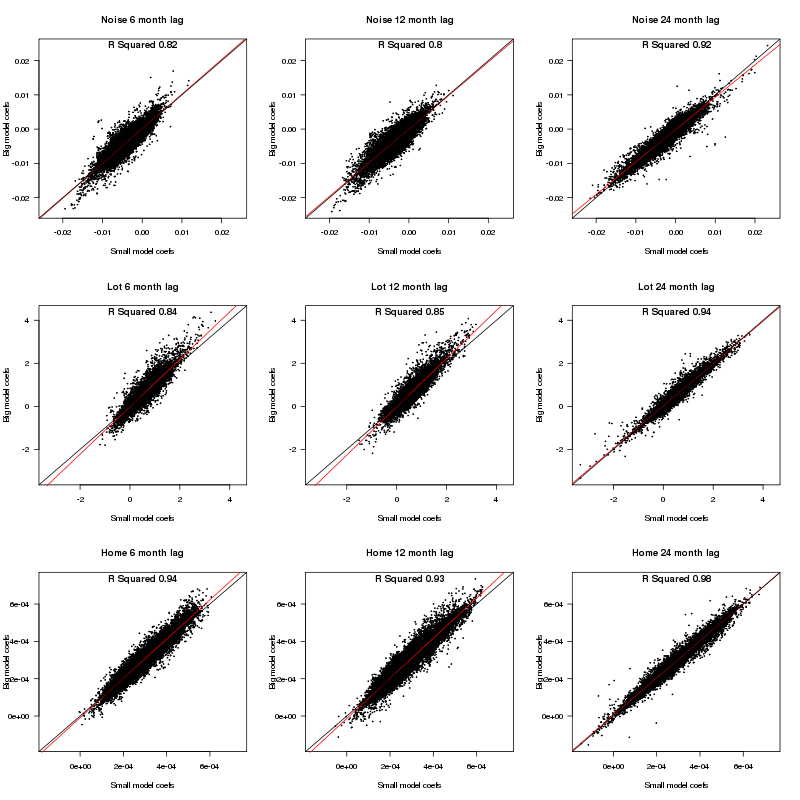 Noise 6 month lag
R Squared 0.82
Big model coefs
0.02
0.01
0.00
-0.01
-0.02
-0.02 -0.01 0.00 0.01 0.02
Small model coefs
Noise 12 month lag
R Squared 0.8
Big model coefs
0.02
0.01
0.00
-0.01
-0.02
-0.02 -0.01 0.00 0.01 0.02
Small model coefs
Noise 24 month lag
R Squared 0.92
Big model coefs
0.02
0.01
0.00
-0.01
-0.02
-0.02 -0.01 0.00 0.01 0.02
Small model coefs
Lot 6 month lag
R Squared 0.84
Big model coefs
4
2
0
-2
-2 0 2 4
Small model coefs
Lot 12 month lag
R Squared 0.85
Big model coefs
4
2
0
-2
-2 0 2 4
Small model coefs
Lot 24 month lag
R Squared 0.94
Big model coefs
4
2
0
-2
-2 0 2 4
Small model coefs
Home 6 month lag
R Squared 0.94
Big model coefs
6e-04
4e-04
2e-04
0e+00
0e+00 2e-04 4e-04 6e-04
Small model coefs
Home 12 month lag
R Squared 0.93
Big model coefs
6e-04
4e-04
2e-04
0e+00
0e+00 2e-04 4e-04 6e-04
Small model coefs
Home 24 month lag
R Squared 0.98
Big model coefs
6e-04
4e-04
2e-04
0e+00
0e+00 2e-04 4e-04 6e-04
Small model coefs